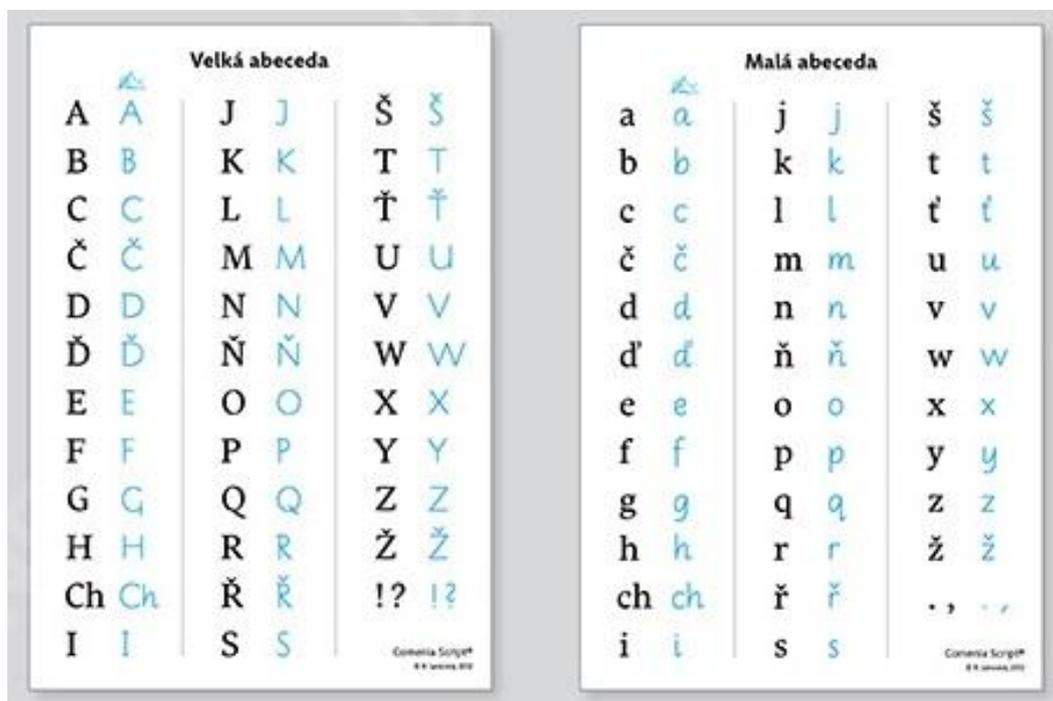 Velká abeceda
A A
B B
C C
Č Č
D D
Ď Ď
E E
F F
G G
H H
Ch Ch
I I
J J
K K
L L
M M
N N
Ň Ň
O O
P P
Q Q
R R
Ř Ř
S S
Š Š
T T
Ť Ť
U U
V V
W W
X X
Y Y
Z Z
Ž Ž
!? !?
Comenia Script®
Malá abeceda
a a
b b
c c
č č
d d
ď ď
e e
f f
g g
h h
ch ch
i i
j j
k k
l l
m m
n n
ň ň
o o
p p
q q
r r
ř ř
s s
š š
t t
ť ť
u u
v v
w w
x x
y y
z z
ž ž
., .,
Comenia Script®